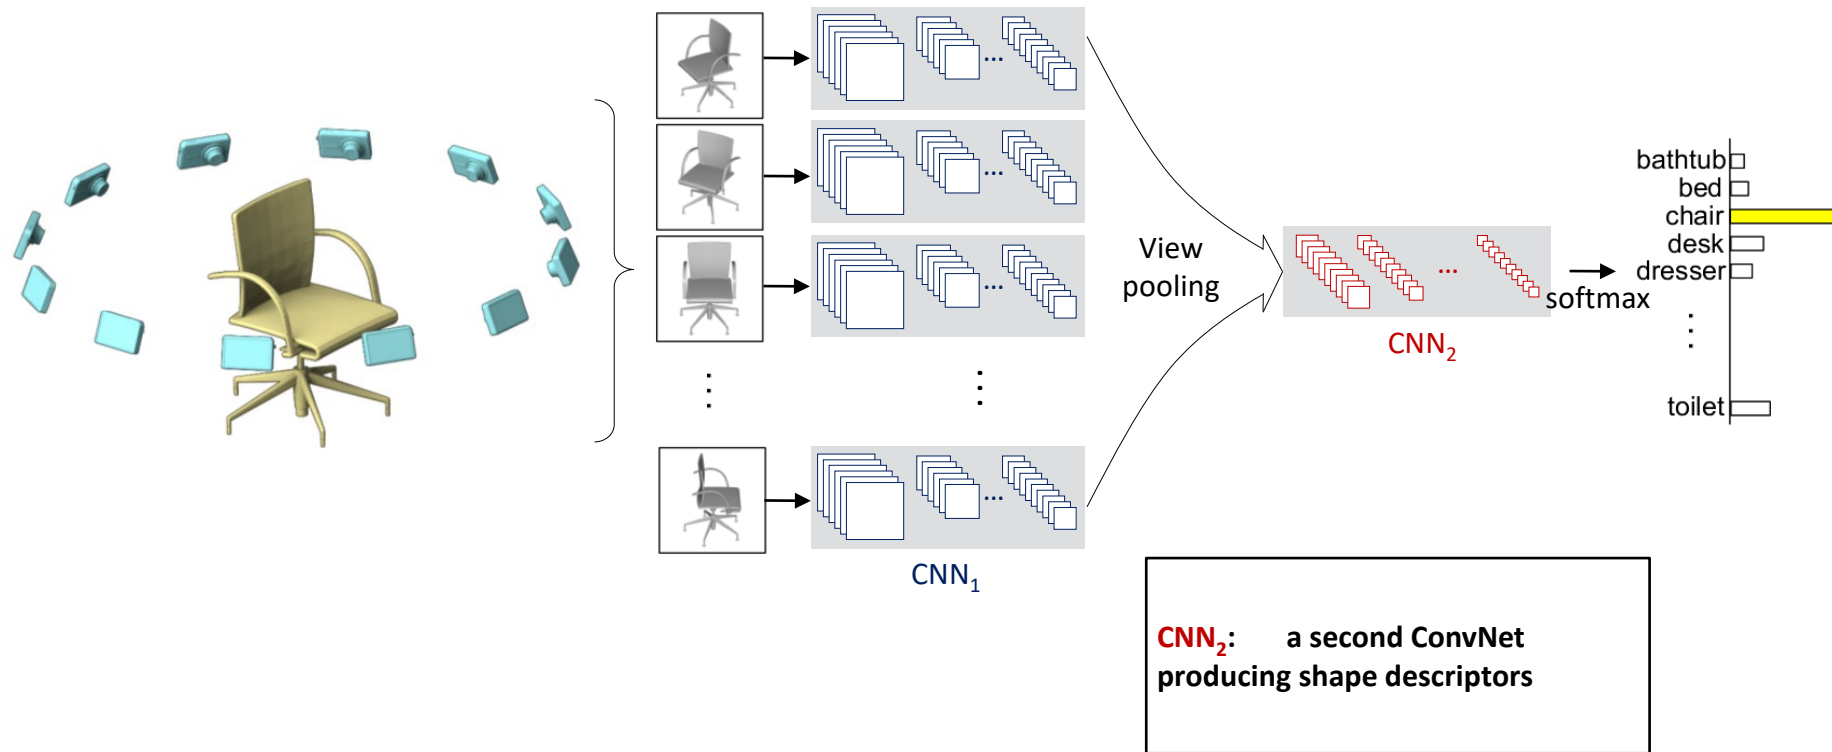 View
pooling
CNN₁
CNN₂
softmax
bathtub
bed
chair
desk
dresser
toilet
CNN₂: a second ConvNet
producing shape descriptors